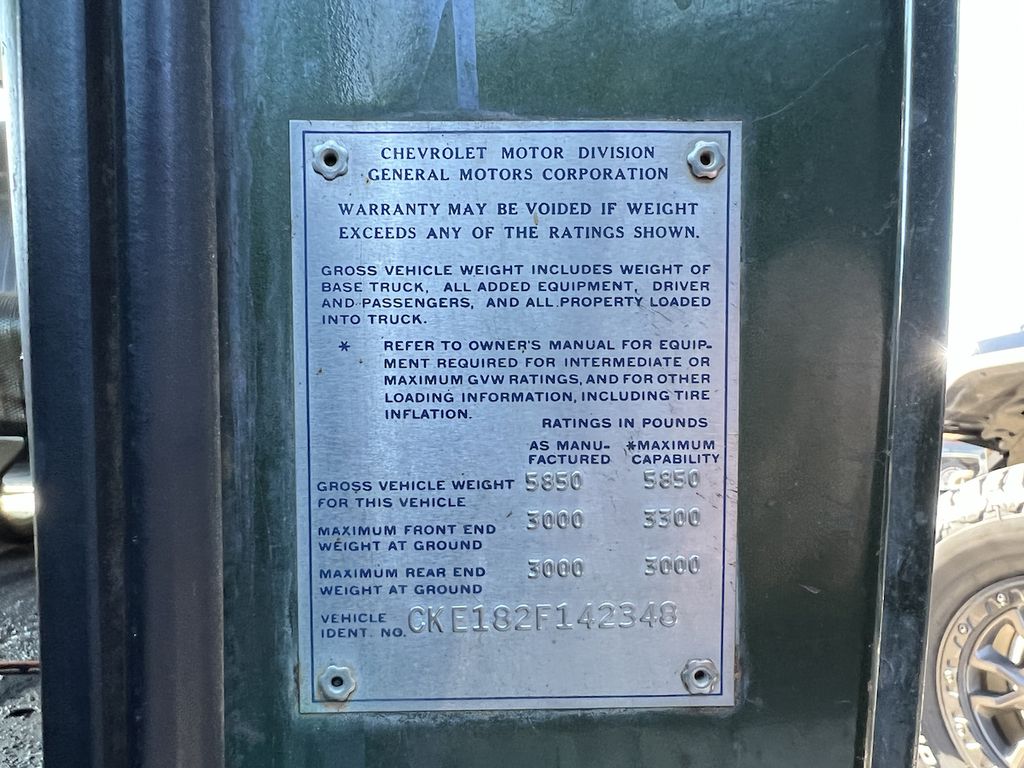 CHEVROLET MOTOR DIVISION
GENERAL MOTORS CORPORATION
WARRANTY MAY BE VOIDED IF WEIGHT
EXCEEDS ANY OF THE RATINGS SHOWN.
GROSS VEHICLE WEIGHT INCLUDES WEIGHT OF
BASE TRUCK, ALL ADDED EQUIPMENT, DRIVER
AND PASSENGERS, AND ALL PROPERTY LOADED
INTO TRUCK.
* REFER TO OWNER'S MANUAL FOR EQUIP-
MENT REQUIRED FOR INTERMEDIATE OR
MAXIMUM GVW RATINGS, AND FOR OTHER
LOADING INFORMATION, INCLUDING TIRE
INFLATION.
RATINGS IN POUNDS
AS MANU- *MAXIMUM
FACTURED CAPABILITY
GROSS VEHICLE WEIGHT 5850 5850
FOR THIS VEHICLE
MAXIMUM FRONT END 3000 3300
WEIGHT AT GROUND
MAXIMUM REAR END 3000 3000
WEIGHT AT GROUND
VEHICLE
IDENT. NO. CKE182F142348